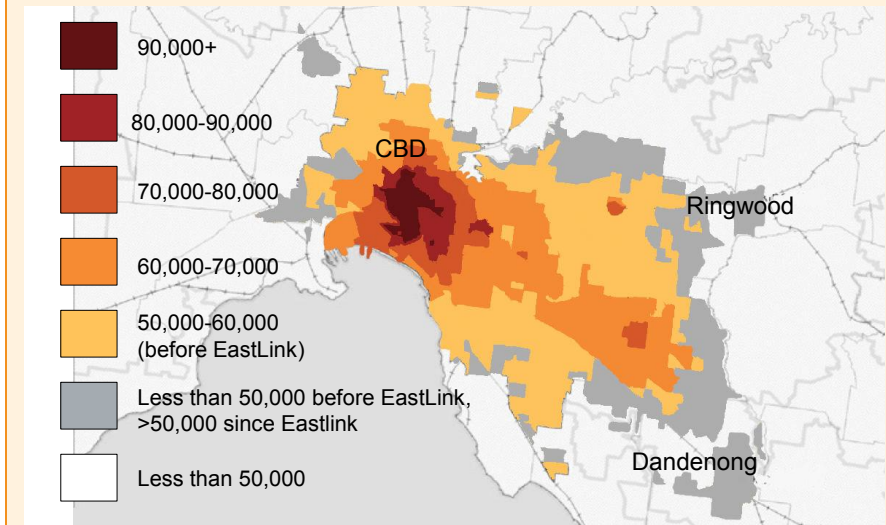 90,000+
80,000-90,000
70,000-80,000
60,000-70,000
50,000-60,000
(before EastLink)
Less than 50,000 before EastLink,
>50,000 since Eastlink
Less than 50,000
CBD
Ringwood
Dandenong